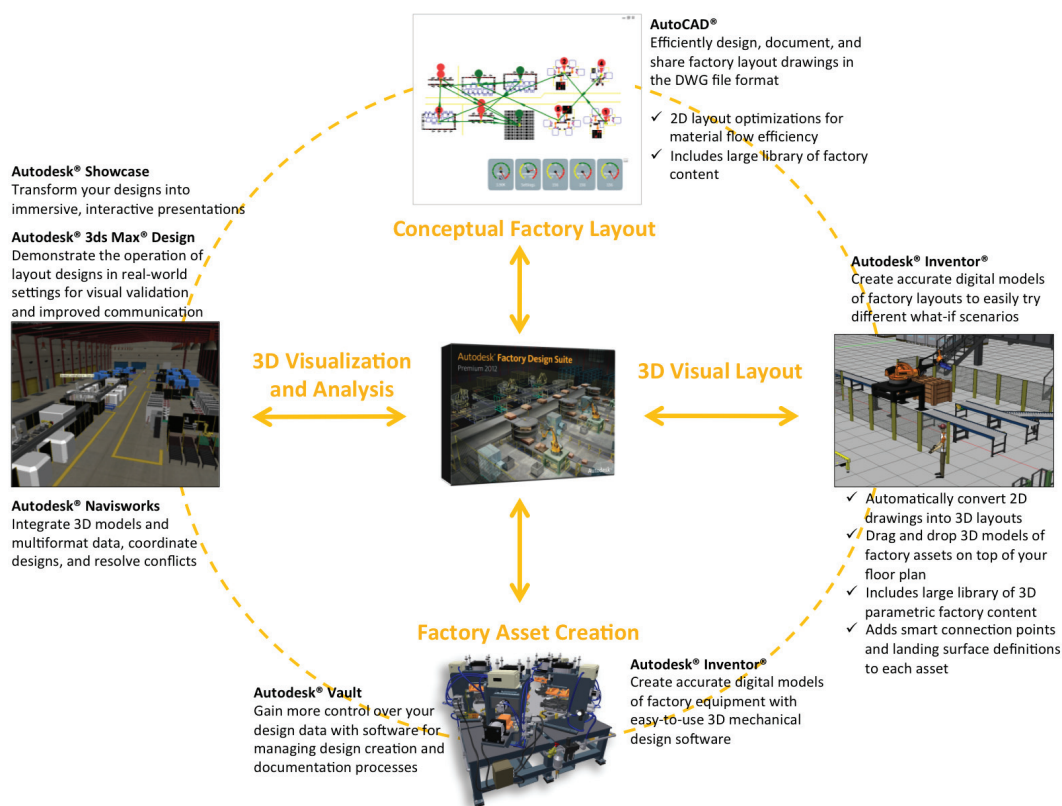 AutoCAD®
Efficiently design, document, and
share factory layout drawings in
the DWG file format
✓ 2D layout optimizations for
material flow efficiency
✓ Includes large library of factory
content
Conceptual Factory Layout
Autodesk® Showcase
Transform your designs into
immersive, interactive presentations
Autodesk® 3ds Max® Design
Demonstrate the operation of
layout designs in real-world
settings for visual validation
and improved communication
3D Visualization
and Analysis
Autodesk® Navisworks
Integrate 3D models and
multiformat data, coordinate
designs, and resolve conflicts
Autodesk® Factory Design Suite
Premium 2012
autodesk
3D Visual Layout
Autodesk® Inventor®
Create accurate digital models
of factory layouts to easily try
different what-if scenarios
✓ Automatically convert 2D
drawings into 3D layouts
✓ Drag and drop 3D models of
factory assets on top of your
floor plan
✓ Includes large library of 3D
parametric factory content
✓ Adds smart connection points
and landing surface definitions
to each asset
Factory Asset Creation
Autodesk® Vault
Gain more control over your
design data with software for
managing design creation and
documentation processes
Autodesk® Inventor®
Create accurate digital models
of factory equipment with
easy-to-use 3D mechanical
design software